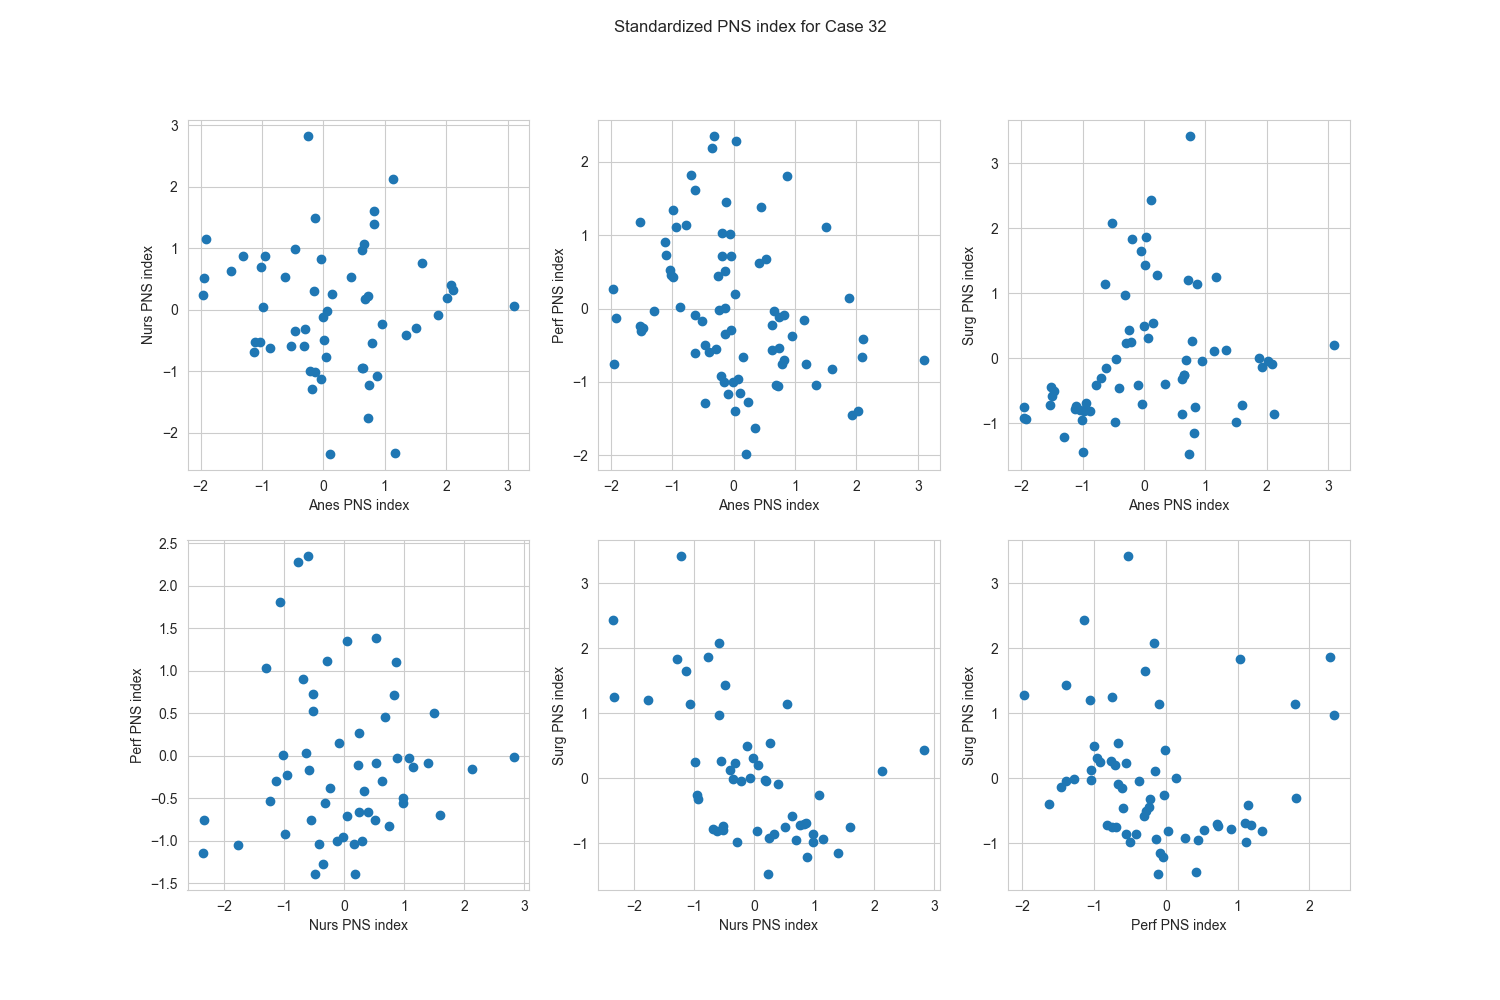 Standardized PNS index for Case 32
3
2
1
0
−1
−2
Nurs PNS index
−2 −1 0 1 2 3
Anes PNS index
2
1
0
−1
−2
Perf PNS index
−2 −1 0 1 2 3
Anes PNS index
3
2
1
0
−1
Surg PNS index
−2 −1 0 1 2 3
Anes PNS index
2.5
2.0
1.5
1.0
0.5
0.0
−0.5
−1.0
−1.5
Perf PNS index
−2 −1 0 1 2 3
Nurs PNS index
3
2
1
0
−1
Surg PNS index
−2 −1 0 1 2 3
Nurs PNS index
3
2
1
0
−1
Surg PNS index
−2 −1 0 1 2
Perf PNS index